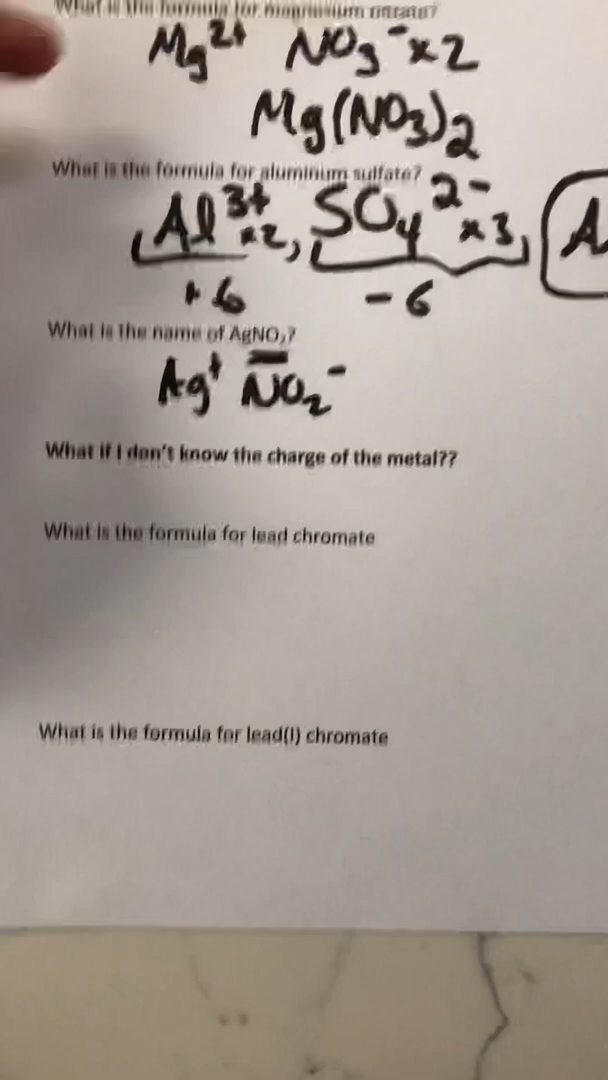 What is the formula for magnesium nitrate?
Mg²⁺ NO₃⁻ x2
Mg(NO₃)₂
What is the formula for aluminum sulfate?
Al³⁺ x2, SO₄²⁻ x3, A
+6 -6
What is the name of AgNO₂?
Ag⁺ NO₂⁻
What if I don't know the charge of the metal??
What is the formula for lead chromate
What is the formula for lead(I) chromate